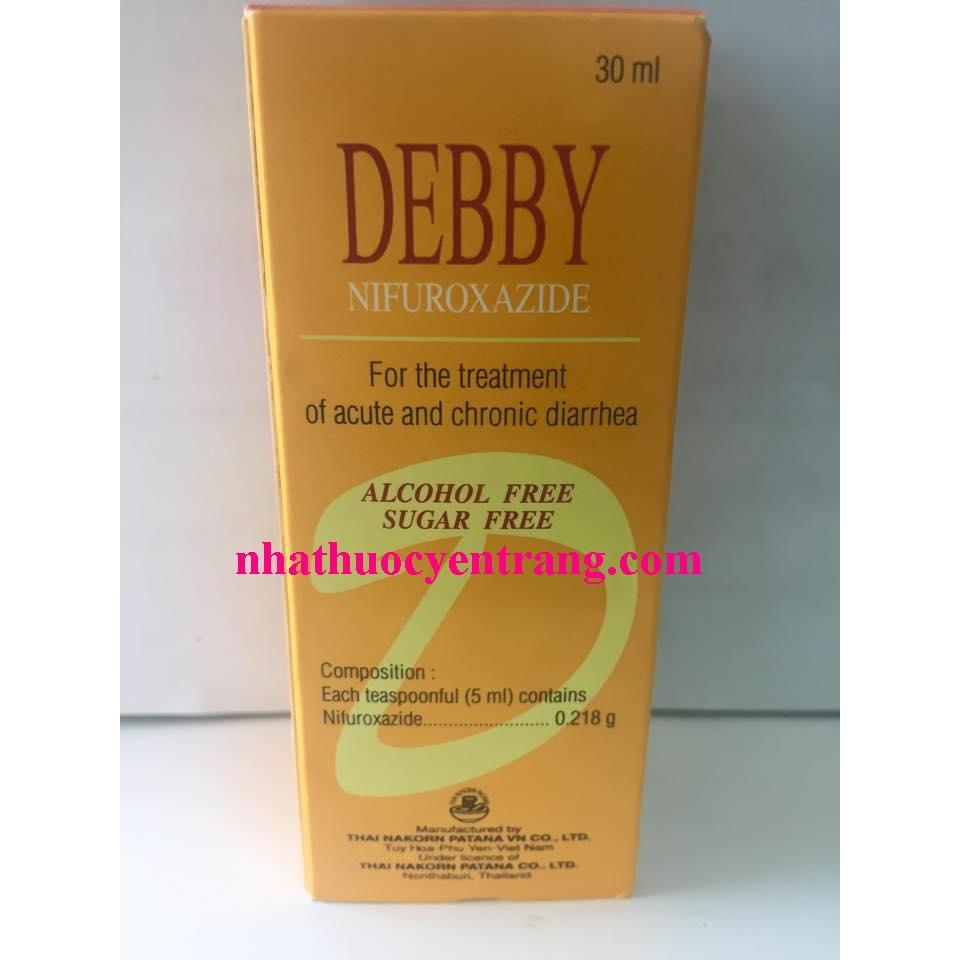 30 ml
DEBBY
NIFUROXAZIDE
For the treatment
of acute and chronic diarrhea
ALCOHOL FREE
SUGAR FREE
nhathuocyentrang.com
Composition :
Each teaspoonful (5 ml) contains
Nifuroxazide........................ 0.218 g
Manufactured by
THAI NAKORN PATANA VN CO., LTD.
Tuy Hoa-Phu Yen-Viet Nam
Under licence of
THAI NAKORN PATANA CO., LTD.
Nonthaburi, Thailand